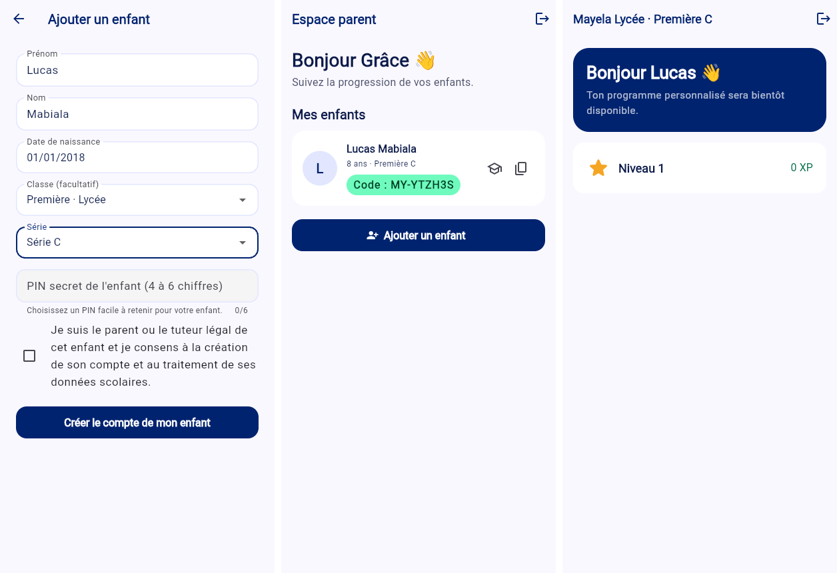 Ajouter un enfant
Prénom
Lucas
Nom
Mabiala
Date de naissance
01/01/2018
Classe (facultatif)
Première · Lycée
Série
Série C
PIN secret de l'enfant (4 à 6 chiffres)
Choisissez un PIN facile à retenir pour votre enfant. 0/6
Je suis le parent ou le tuteur légal de
cet enfant et je consens à la création
de son compte et au traitement de ses
données scolaires.
Créer le compte de mon enfant
Espace parent
Bonjour Grâce 👋
Suivez la progression de vos enfants.
Mes enfants
L
Lucas Mabiala
8 ans · Première C
Code : MY-YTZH3S
Ajouter un enfant
Mayela Lycée · Première C
Bonjour Lucas 👋
Ton programme personnalisé sera bientôt
disponible.
Niveau 1 0 XP